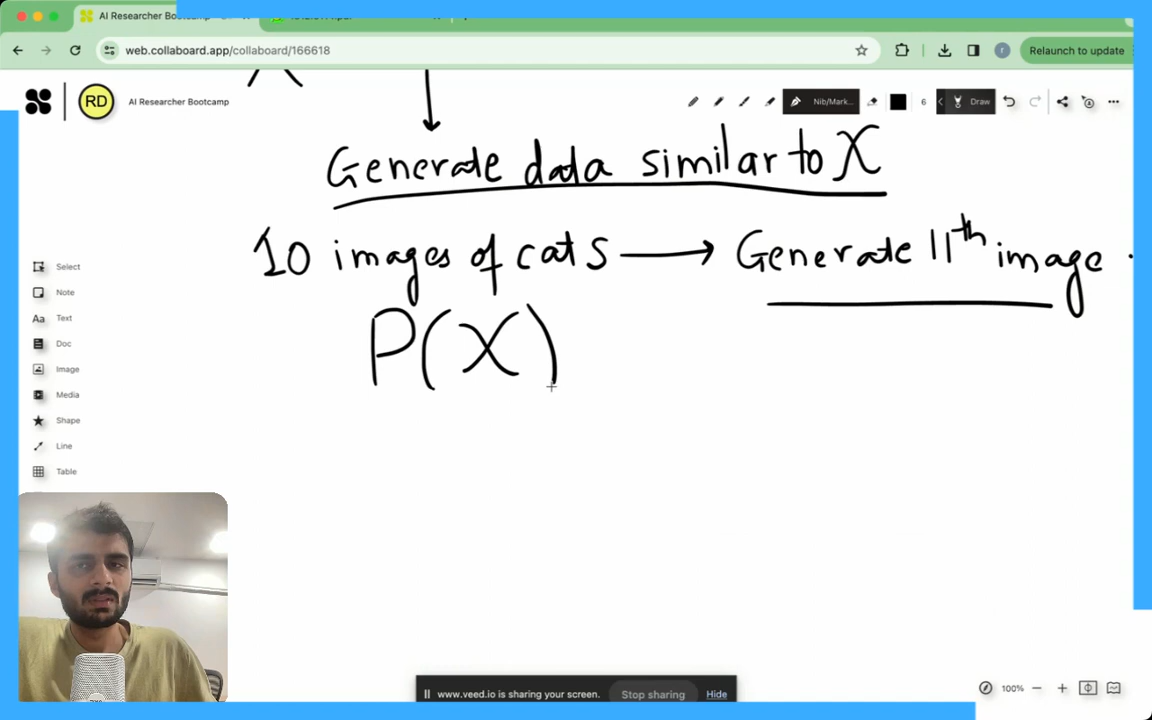 AI Researcher Bootcamp
web.collaboard.app/collaboard/166618
Relaunch to update
RD
AI Researcher Bootcamp
Nib/Mark...
6
Draw
X
Generate data similar to X
10 images of cats → Generate 11th image.
P(X)
Select
Note
Aa Text
Doc
Image
Media
Shape
Line
Table
www.veed.io is sharing your screen.
Stop sharing
Hide
100%